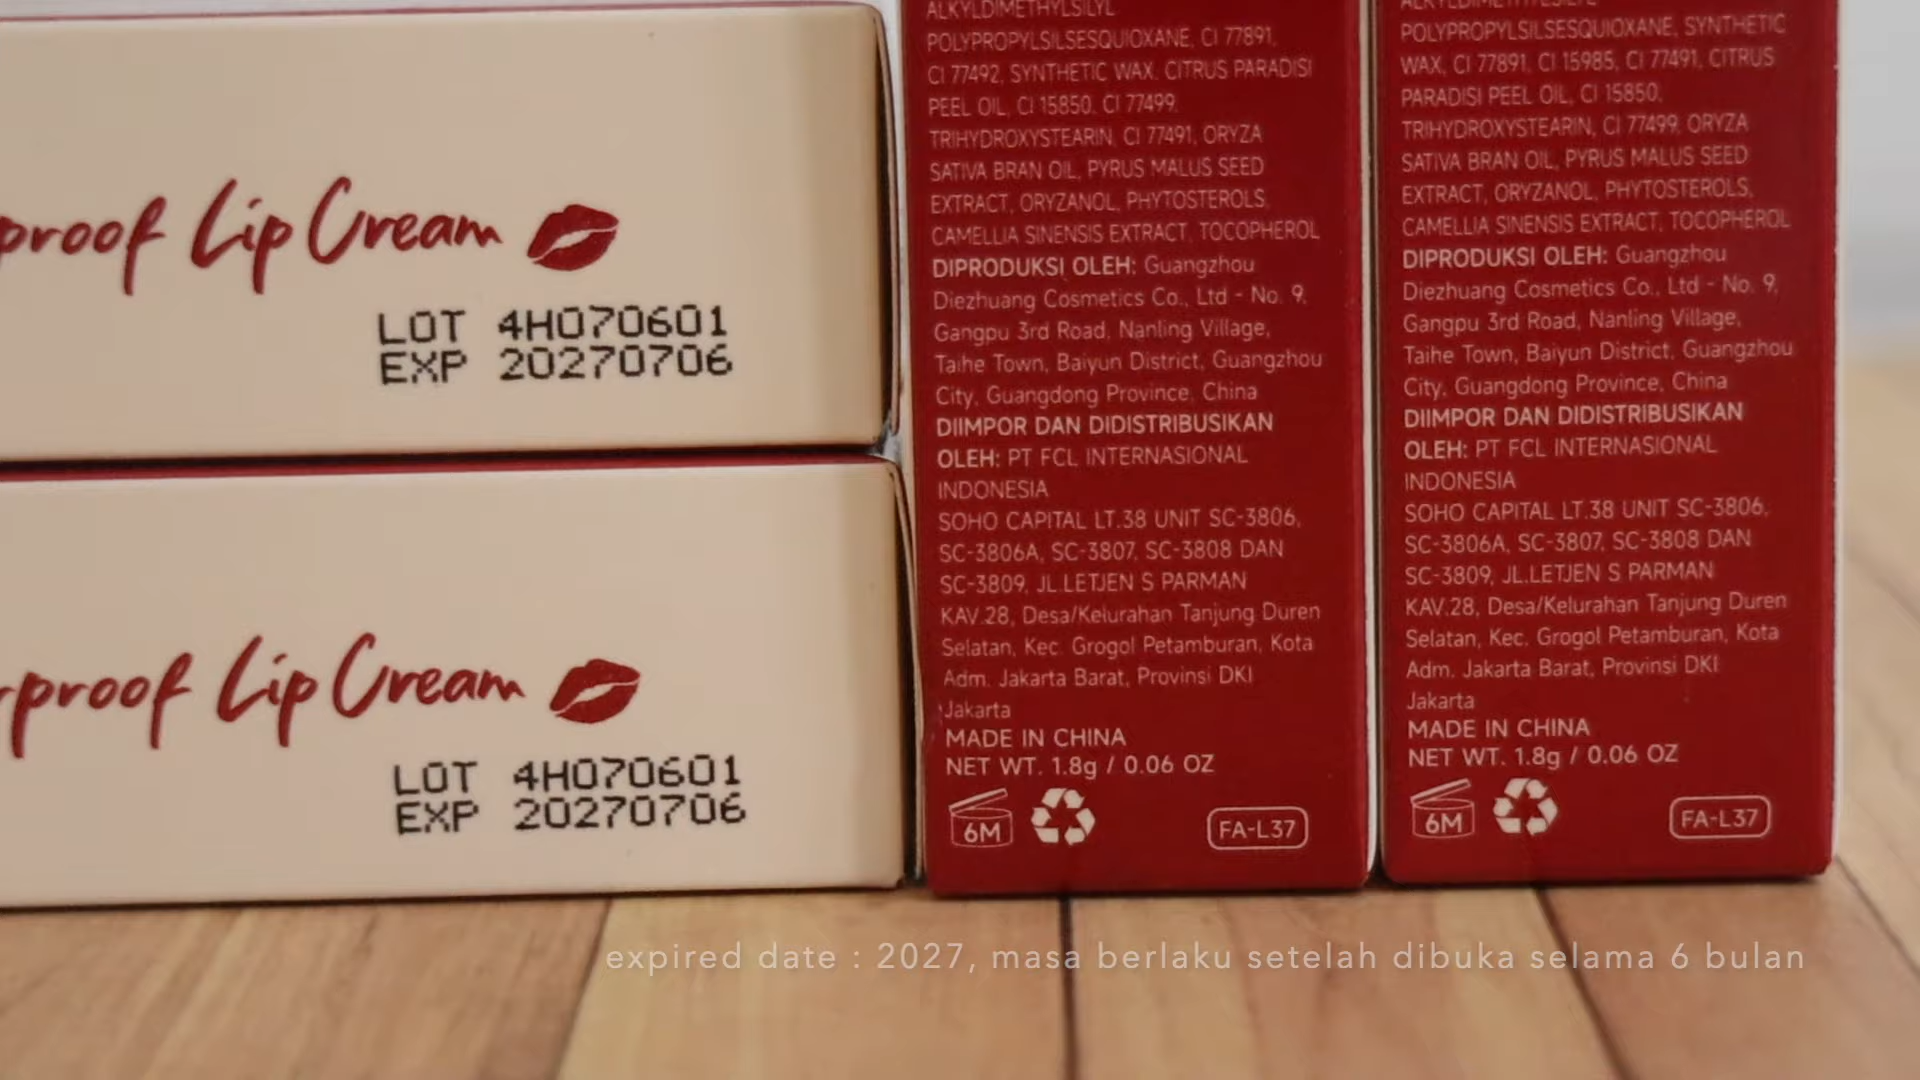 proof Lip Cream
LOT 4H070601
EXP 20270706
rproof Lip Cream
LOT 4H070601
EXP 20270706
ALKYLDIMETHYLSILYL
POLYPROPYLSILSESQUIOXANE, CI 77891,
CI 77492, SYNTHETIC WAX, CITRUS PARADISI
PEEL OIL, CI 15850, CI 77499,
TRIHYDROXYSTEARIN, CI 77491, ORYZA
SATIVA BRAN OIL, PYRUS MALUS SEED
EXTRACT, ORYZANOL, PHYTOSTEROLS,
CAMELLIA SINENSIS EXTRACT, TOCOPHEROL
DIPRODUKSI OLEH: Guangzhou
Diezhuang Cosmetics Co., Ltd - No. 9,
Gangpu 3rd Road, Nanling Village,
Taihe Town, Baiyun District, Guangzhou
City, Guangdong Province, China
DIIMPOR DAN DIDISTRIBUSIKAN
OLEH: PT FCL INTERNASIONAL
INDONESIA
SOHO CAPITAL LT.38 UNIT SC-3806,
SC-3806A, SC-3807, SC-3808 DAN
SC-3809, JL.LETJEN S PARMAN
KAV.28, Desa/Kelurahan Tanjung Duren
Selatan, Kec. Grogol Petamburan, Kota
Adm. Jakarta Barat, Provinsi DKI
Jakarta
MADE IN CHINA
NET WT. 1.8g / 0.06 OZ
6M
FA-L37
POLYPROPYLSILSESQUIOXANE, SYNTHETIC
WAX, CI 77891, CI 15985, CI 77491, CITRUS
PARADISI PEEL OIL, CI 15850,
TRIHYDROXYSTEARIN, CI 77499, ORYZA
SATIVA BRAN OIL, PYRUS MALUS SEED
EXTRACT, ORYZANOL, PHYTOSTEROLS,
CAMELLIA SINENSIS EXTRACT, TOCOPHEROL
DIPRODUKSI OLEH: Guangzhou
Diezhuang Cosmetics Co., Ltd - No. 9,
Gangpu 3rd Road, Nanling Village,
Taihe Town, Baiyun District, Guangzhou
City, Guangdong Province, China
DIIMPOR DAN DIDISTRIBUSIKAN
OLEH: PT FCL INTERNASIONAL
INDONESIA
SOHO CAPITAL LT.38 UNIT SC-3806,
SC-3806A, SC-3807, SC-3808 DAN
SC-3809, JL.LETJEN S PARMAN
KAV.28, Desa/Kelurahan Tanjung Duren
Selatan, Kec. Grogol Petamburan, Kota
Adm. Jakarta Barat, Provinsi DKI
Jakarta
MADE IN CHINA
NET WT. 1.8g / 0.06 OZ
6M
FA-L37
expired date : 2027, masa berlaku setelah dibuka selama 6 bulan